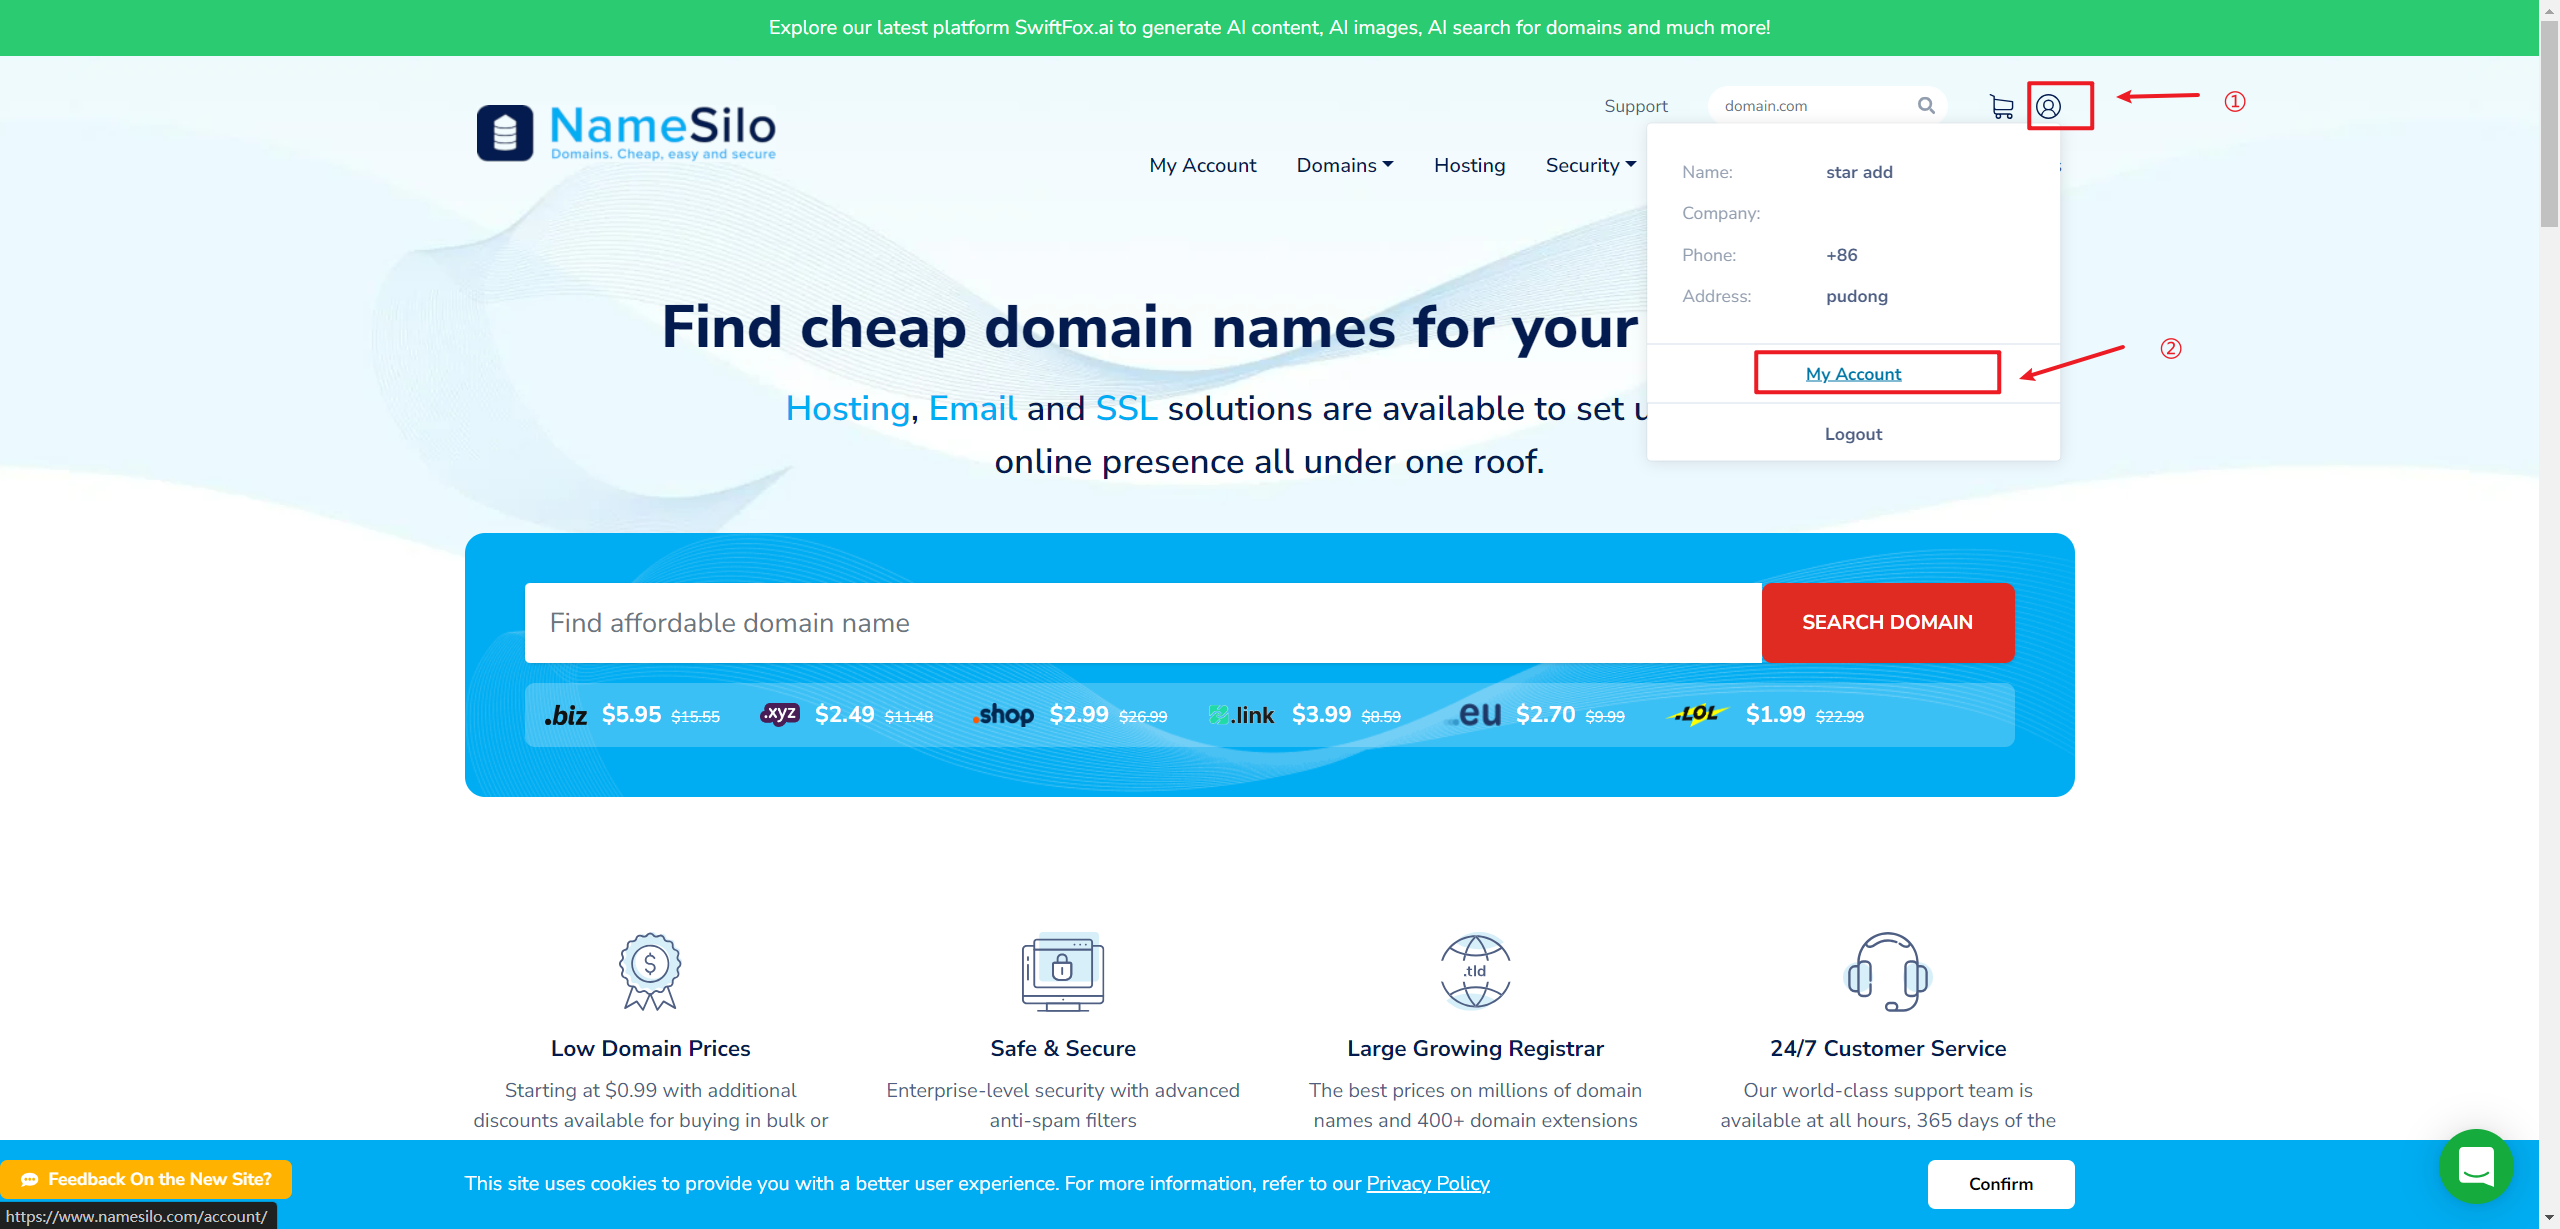 Explore our latest platform SwiftFox.ai to generate AI content, AI images, AI search for domains and much more!
NameSilo
Domains. Cheap, easy and secure
Support
domain.com
①
My Account
Domains
Hosting
Security
Name: star add
Company:
Phone: +86
Address: pudong
②
My Account
Logout
Find cheap domain names for your
Hosting, Email and SSL solutions are available to set u
online presence all under one roof.
Find affordable domain name
SEARCH DOMAIN
.biz $5.95 $15.55
.xyz $2.49 $11.48
.shop $2.99 $26.99
.link $3.99 $8.59
.eu $2.70 $9.99
.LOL $1.99 $22.99
.tld
Low Domain Prices
Starting at $0.99 with additional
discounts available for buying in bulk or
Safe & Secure
Enterprise-level security with advanced
anti-spam filters
Large Growing Registrar
The best prices on millions of domain
names and 400+ domain extensions
24/7 Customer Service
Our world-class support team is
available at all hours, 365 days of the
Feedback On the New Site?
This site uses cookies to provide you with a better user experience. For more information, refer to our Privacy Policy
Confirm
https://www.namesilo.com/account/